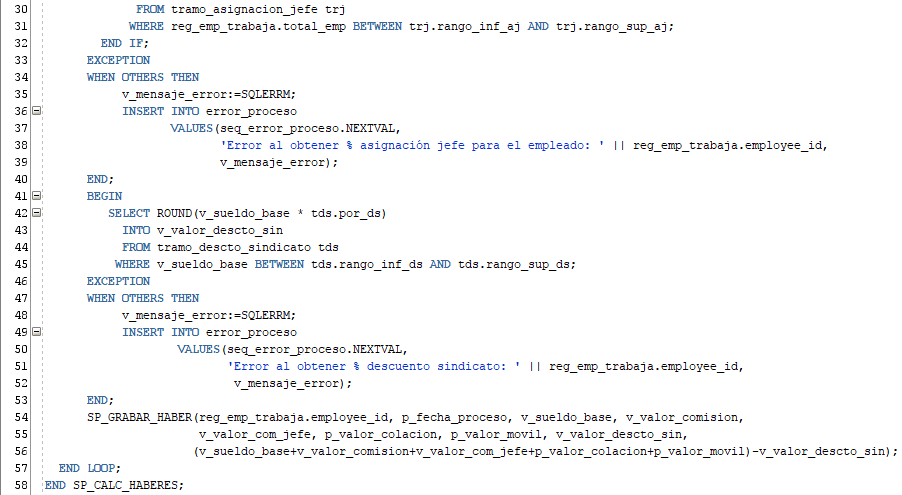 30 FROM tramo_asignacion_jefe trj
31 WHERE reg_emp_trabaja.total_emp BETWEEN trj.rango_inf_aj AND trj.rango_sup_aj;
32 END IF;
33 EXCEPTION
34 WHEN OTHERS THEN
35 v_mensaje_error:=SQLERRM;
36 INSERT INTO error_proceso
37 VALUES(seq_error_proceso.NEXTVAL,
38 'Error al obtener % asignación jefe para el empleado: ' || reg_emp_trabaja.employee_id,
39 v_mensaje_error);
40 END;
41 BEGIN
42 SELECT ROUND(v_sueldo_base * tds.por_ds)
43 INTO v_valor_descto_sin
44 FROM tramo_descto_sindicato tds
45 WHERE v_sueldo_base BETWEEN tds.rango_inf_ds AND tds.rango_sup_ds;
46 EXCEPTION
47 WHEN OTHERS THEN
48 v_mensaje_error:=SQLERRM;
49 INSERT INTO error_proceso
50 VALUES(seq_error_proceso.NEXTVAL,
51 'Error al obtener % descuento sindicato: ' || reg_emp_trabaja.employee_id,
52 v_mensaje_error);
53 END;
54 SP_GRABAR_HABER(reg_emp_trabaja.employee_id, p_fecha_proceso, v_sueldo_base, v_valor_comision,
55 v_valor_com_jefe, p_valor_colacion, p_valor_movil, v_valor_descto_sin,
56 (v_sueldo_base+v_valor_comision+v_valor_com_jefe+p_valor_colacion+p_valor_movil)-v_valor_descto_sin);
57 END LOOP;
58 END SP_CALC_HABERES;